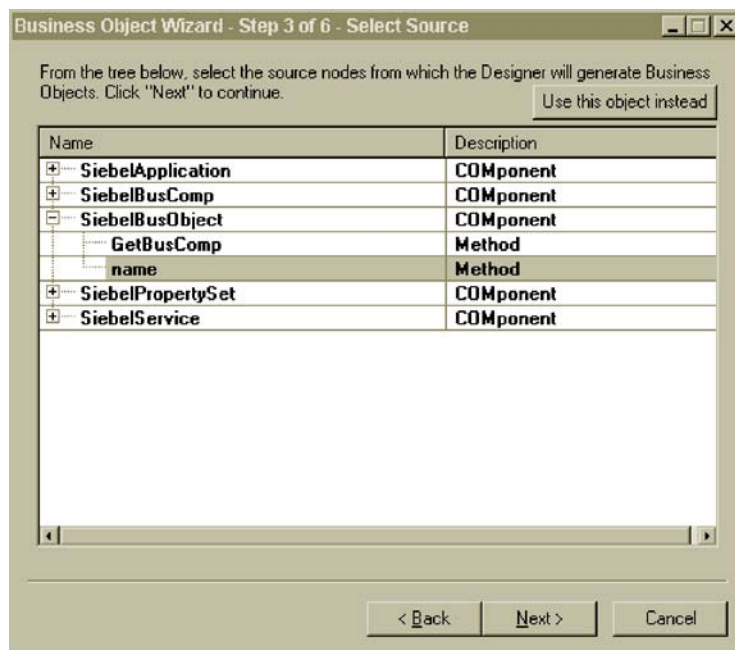 Business Object Wizard - Step 3 of 6 - Select Source
From the tree below, select the source nodes from which the Designer will generate Business
Objects. Click "Next" to continue.
Use this object instead
Name Description
SiebelApplication COMponent
SiebelBusComp COMponent
SiebelBusObject COMponent
GetBusComp Method
name Method
SiebelPropertySet COMponent
SiebelService COMponent
< Back Next > Cancel